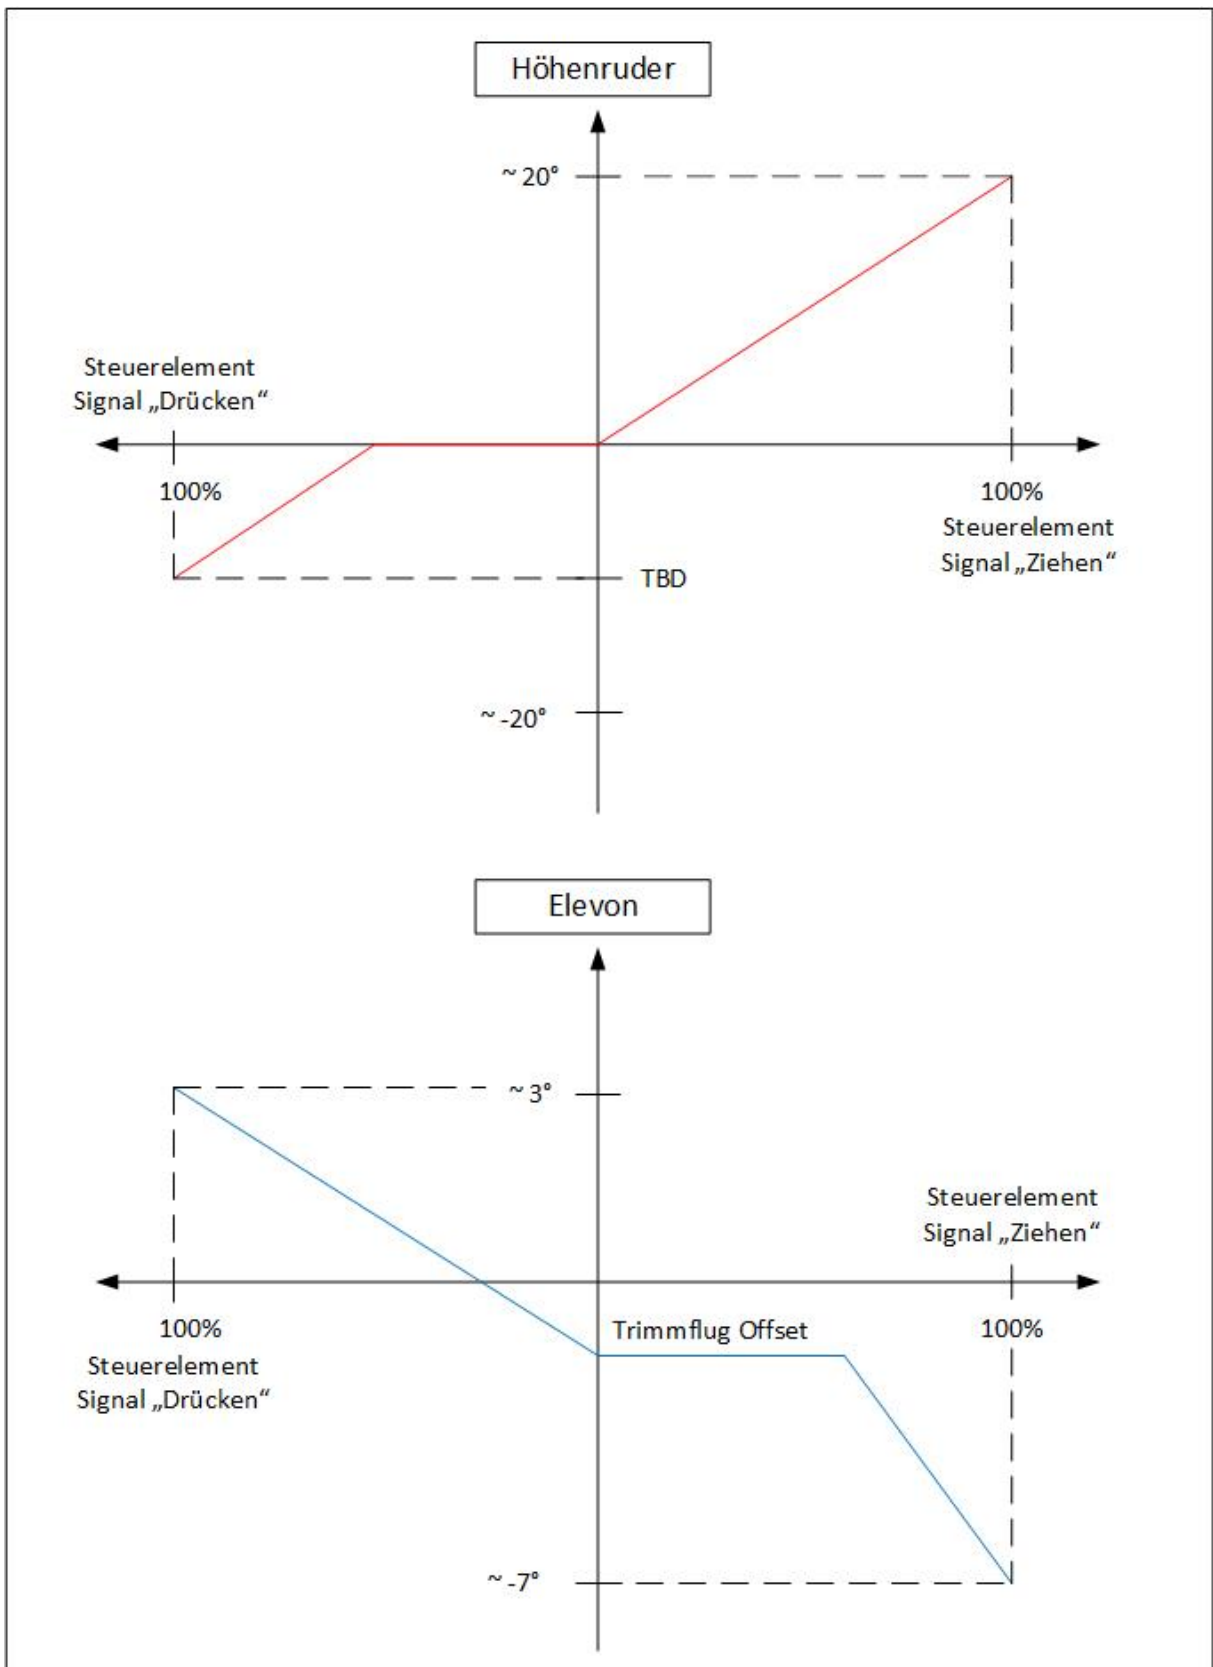 Höhenruder
~ 20°
Steuerelement
Signal „Drücken“
100%
100%
Steuerelement
Signal „Ziehen“
TBD
~ -20°
Elevon
~ 3°
Steuerelement
Signal „Ziehen“
100%
Trimmflug Offset
100%
Steuerelement
Signal „Drücken“
~ -7°